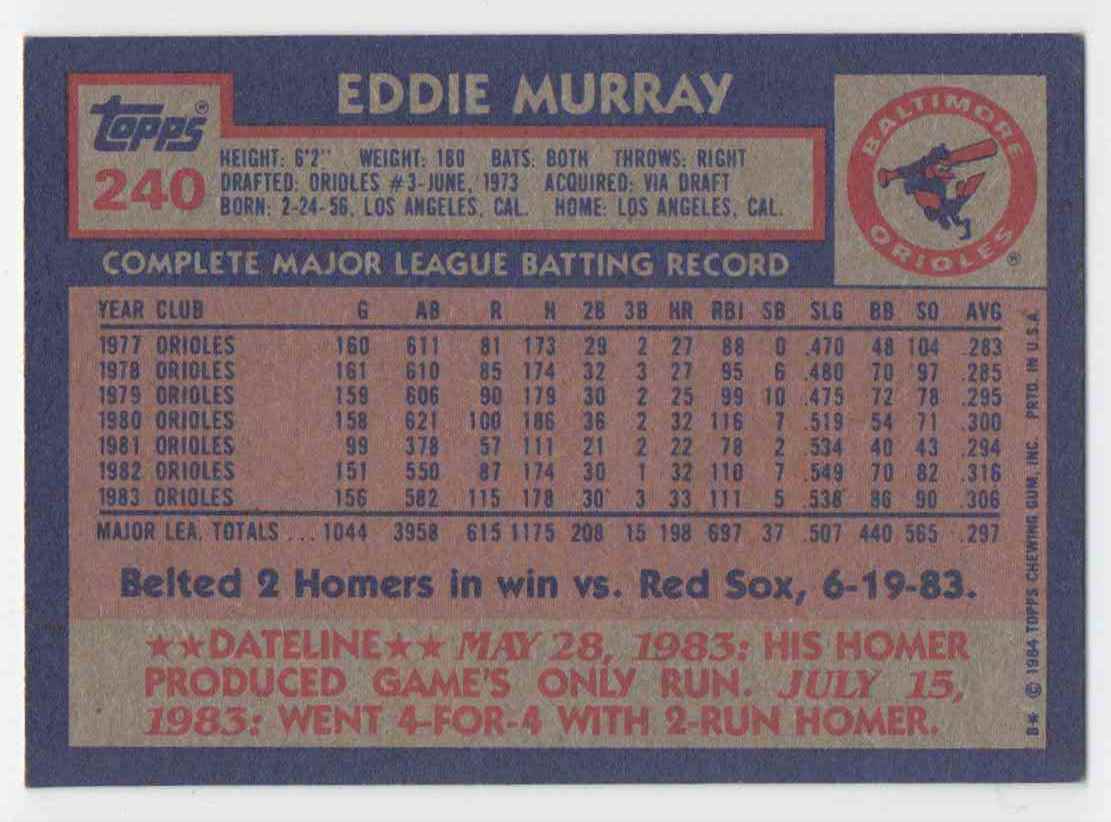 EDDIE MURRAY
topps®
240
HEIGHT: 6'2" WEIGHT: 180 BATS: BOTH THROWS: RIGHT
DRAFTED: ORIOLES #3-JUNE, 1973 ACQUIRED: VIA DRAFT
BORN: 2-24-56, LOS ANGELES, CAL. HOME: LOS ANGELES, CAL.
BALTIMORE
ORIOLES ®
COMPLETE MAJOR LEAGUE BATTING RECORD
YEAR CLUB G AB R H 2B 3B HR RBI SB SLG BB SO AVG
1977 ORIOLES 160 611 81 173 29 2 27 88 0 .470 48 104 .283
1978 ORIOLES 161 610 85 174 32 3 27 95 6 .480 70 97 .285
1979 ORIOLES 159 606 90 179 30 2 25 99 10 .475 72 78 .295
1980 ORIOLES 158 621 100 186 36 2 32 116 7 .519 54 71 .300
1981 ORIOLES 99 378 57 111 21 2 22 78 2 .534 40 43 .294
1982 ORIOLES 151 550 87 174 30 1 32 110 7 .549 70 82 .316
1983 ORIOLES 156 582 115 178 30 3 33 111 5 .538 86 90 .306
MAJOR LEA. TOTALS ... 1044 3958 615 1175 208 15 198 697 37 .507 440 565 .297
Belted 2 Homers in win vs. Red Sox, 6-19-83.
★★DATELINE★★ MAY 28, 1983: HIS HOMER
PRODUCED GAME'S ONLY RUN. JULY 15,
1983: WENT 4-FOR-4 WITH 2-RUN HOMER.
B* © 1984 TOPPS CHEWING GUM, INC. PRTD. IN U.S.A.